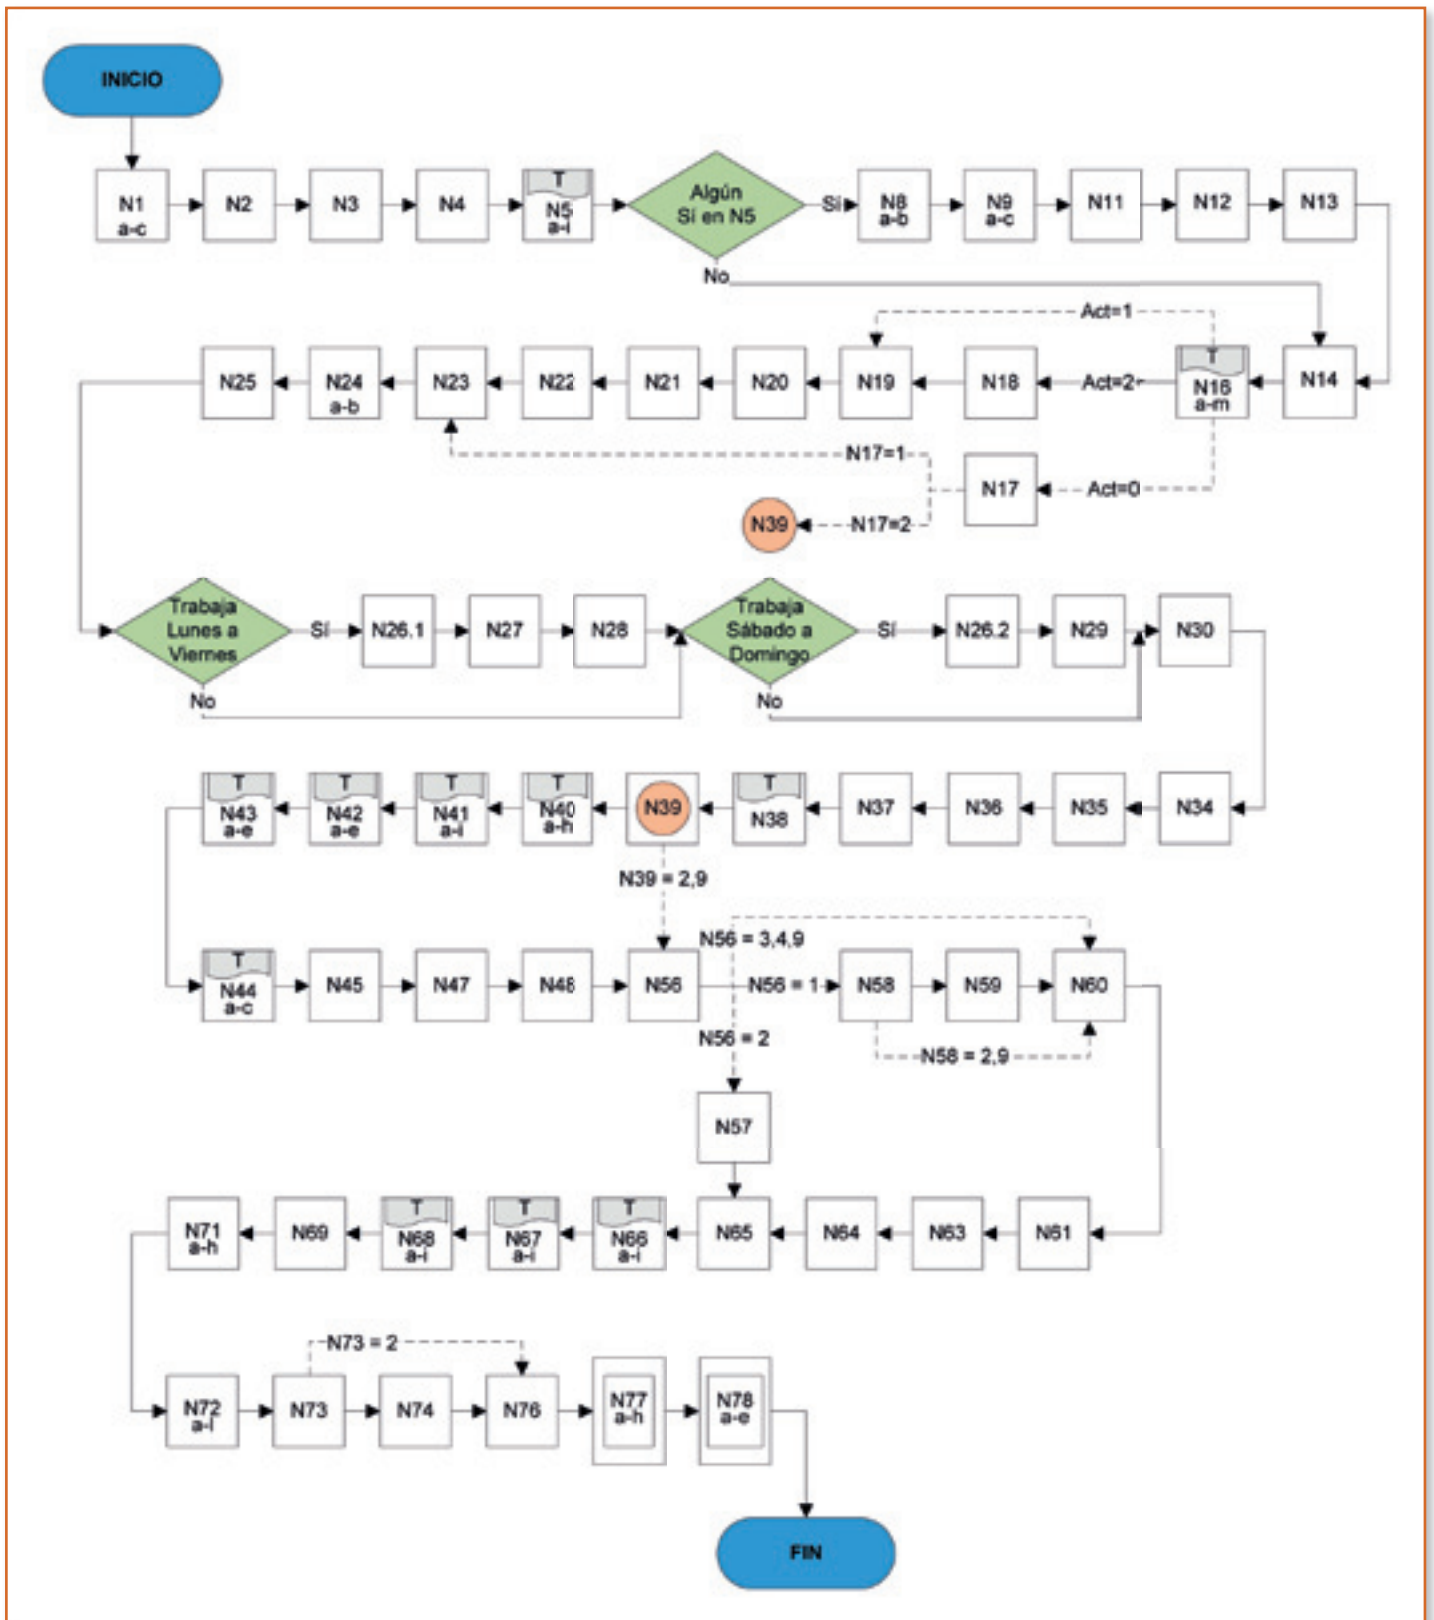 INICIO
N1
a-c
N2
N3
N4
T
N5
a-i
Algún
Sí en N5
Sí
N8
a-b
N9
a-c
N11
N12
N13
No
Act=1
N25
N24
a-b
N23
N22
N21
N20
N19
N18
Act=2
T
N16
a-m
N14
N17=1
N17
Act=0
N39
N17=2
Trabaja
Lunes a
Viernes
Sí
N26.1
N27
N28
Trabaja
Sábado a
Domingo
Sí
N26.2
N29
N30
No
No
T
N43
a-e
T
N42
a-e
T
N41
a-i
T
N40
a-h
N39
T
N38
N37
N36
N35
N34
N39 = 2,9
N56 = 3,4,9
T
N44
a-c
N45
N47
N48
N56
N56 = 1
N58
N59
N60
N56 = 2
N58 = 2,9
N57
N71
a-h
N69
T
N68
a-i
T
N67
a-i
T
N66
a-i
N65
N64
N63
N61
N73 = 2
N72
a-l
N73
N74
N76
N77
a-h
N78
a-e
FIN